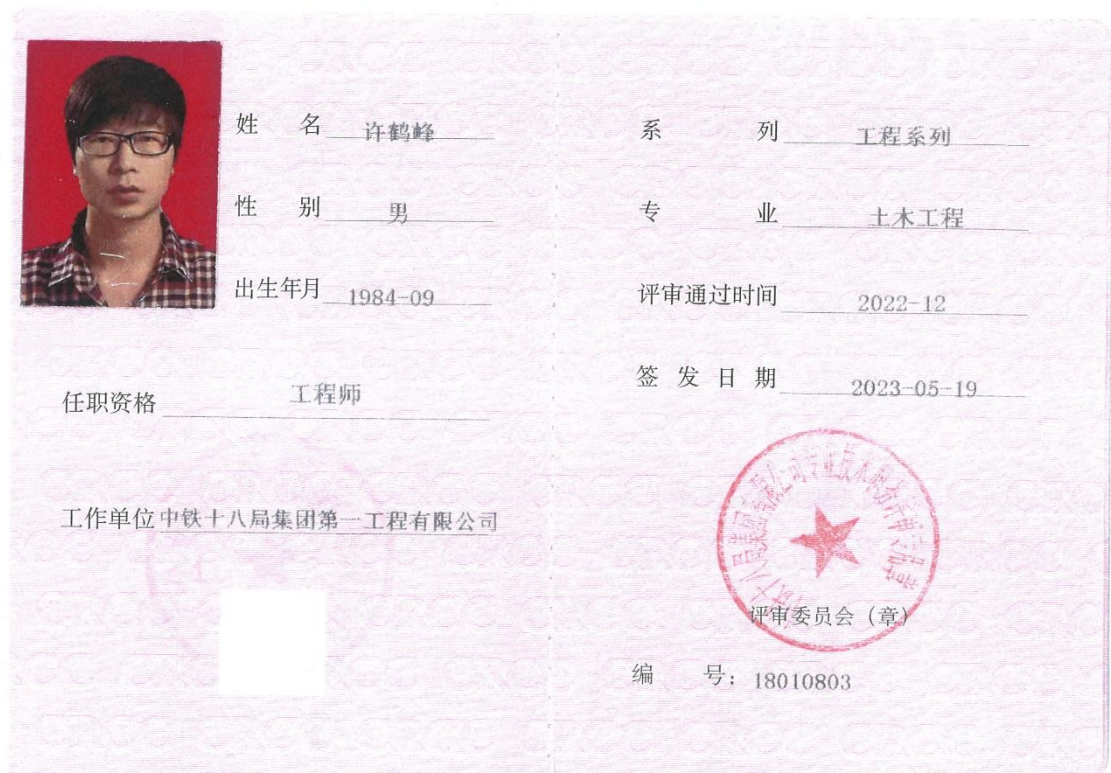 姓 名 许鹤峰
性 别 男
出生年月 1984-09
任职资格 工程师
工作单位 中铁十八局集团第一工程有限公司
系 列 工程系列
专 业 土木工程
评审通过时间 2022-12
签发日期 2023-05-19
评审委员会（章）
编 号：18010803